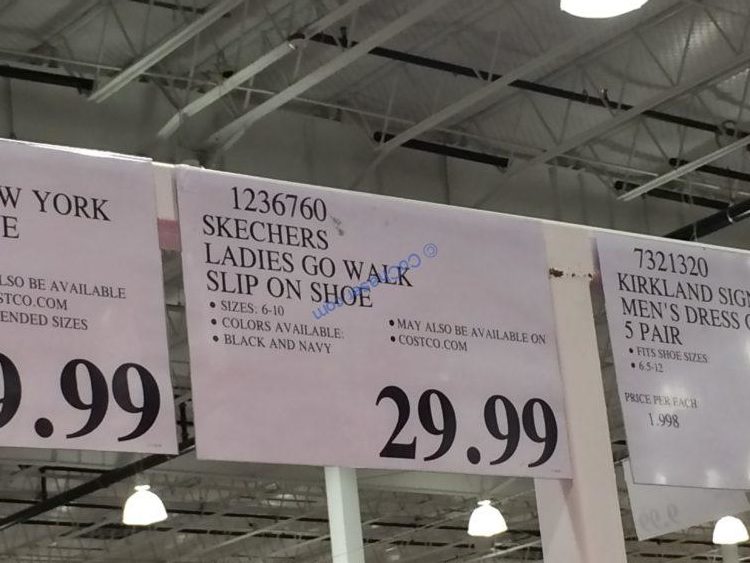 W YORK
E
LSO BE AVAILABLE
STCO.COM
ENDED SIZES
9.99
1236760
SKECHERS
LADIES GO WALK
SLIP ON SHOE
• SIZES: 6-10
• COLORS AVAILABLE:
• BLACK AND NAVY
• MAY ALSO BE AVAILABLE ON
• COSTCO.COM
29.99
© CoChaser.com
7321320
KIRKLAND SIG
MEN'S DRESS
5 PAIR
• FITS SHOE SIZES:
• 6.5-12
PRICE PER EACH
1.998